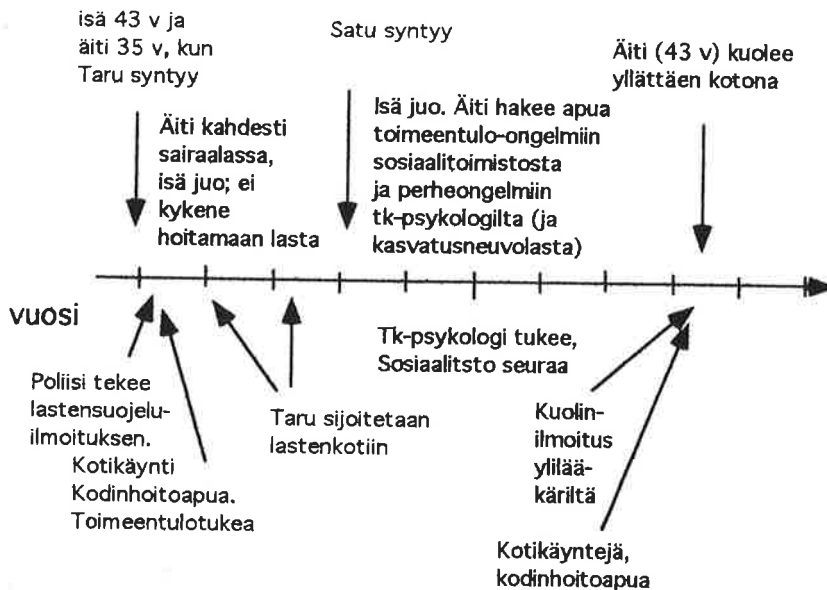 isä 43 v ja
äiti 35 v, kun
Taru syntyy
Satu syntyy
Äiti (43 v) kuolee
yllättäen kotona
Äiti kahdesti
sairaalassa,
isä juo; ei
kykene
hoitamaan lasta
Isä juo. Äiti hakee apua
toimeentulo-ongelmiin
sosiaalitoimistosta
ja perheongelmiin
tk-psykologilta (ja
kasvatusneuvolasta)
vuosi
Poliisi tekee
lastensuojelu-
ilmoituksen.
Kotikäynti
Kodinhoitoapua.
Toimeentulotukea
Taru sijoitetaan
lastenkotiin
Tk-psykologi tukee,
Sosiaalitsto seuraa
Kuolin-
ilmoitus
ylilää-
käriltä
Kotikäyntejä,
kodinhoitoapua